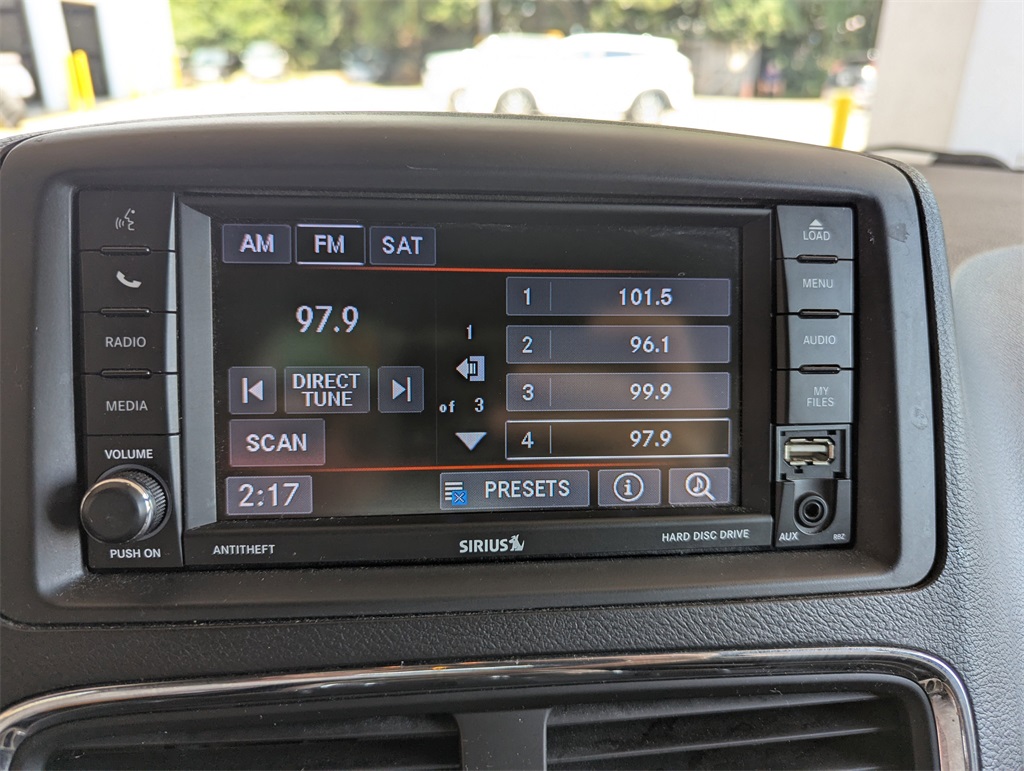 AM FM SAT
97.9
1
of 3
DIRECT
TUNE
SCAN
2:17
1 101.5
2 96.1
3 99.9
4 97.9
PRESETS
RADIO
MEDIA
VOLUME
PUSH ON
LOAD
MENU
AUDIO
MY
FILES
AUX
ANTITHEFT
SIRIUS
HARD DISC DRIVE